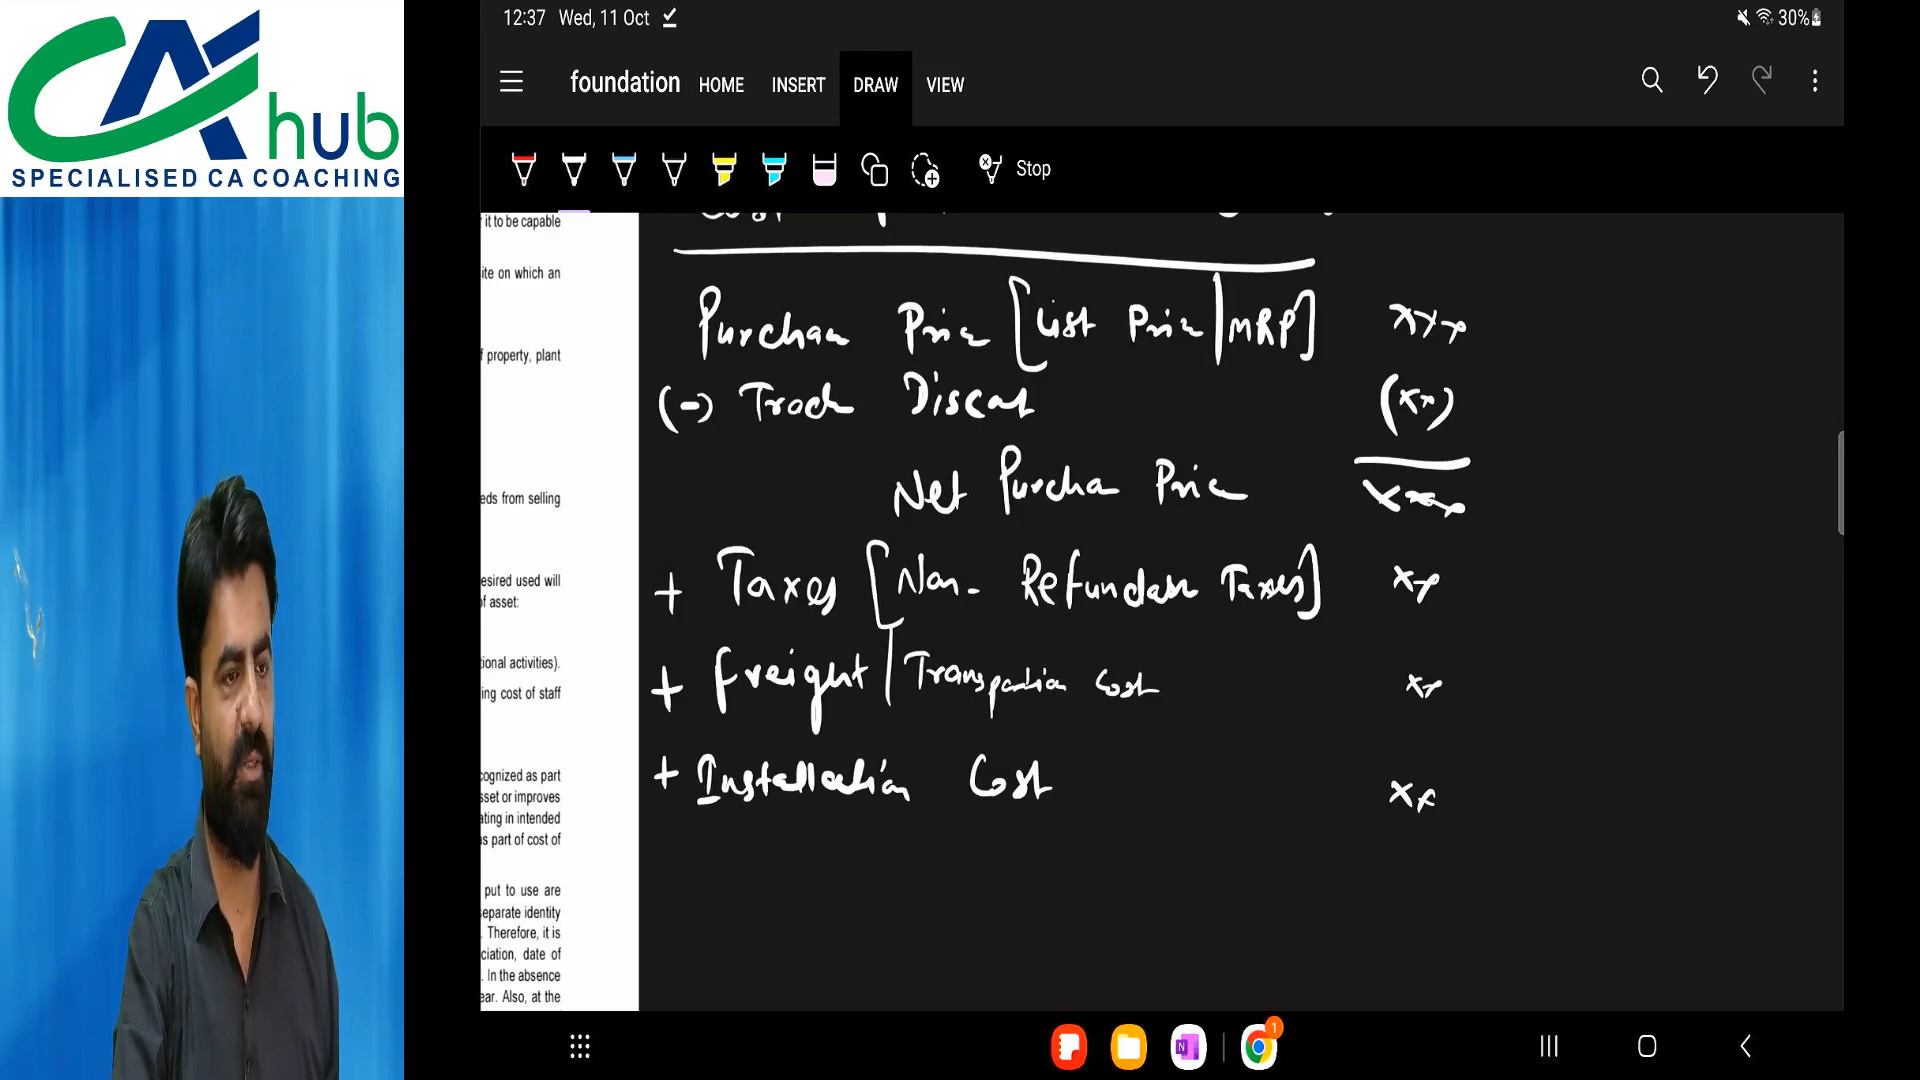 CA hub
SPECIALISED CA COACHING
12:37 Wed, 11 Oct
30%
foundation HOME INSERT DRAW VIEW
Stop
it to be capable
ite on which an
f property, plant
eds from selling
esired used will
of asset:
tional activities).
ing cost of staff
cognized as part
sset or improves
ating in intended
as part of cost of
put to use are
separate identity
. Therefore, it is
ciation, date of
. In the absence
ear. Also, at the
Purchase Price [List Price | MRP] xxx
(-) Trade Discount (xx)
Net Purchase Price xxx
+ Taxes [Non- Refundable Taxes] xx
+ Freight | Transportation Cost xx
+ Installation Cost xx
N
1